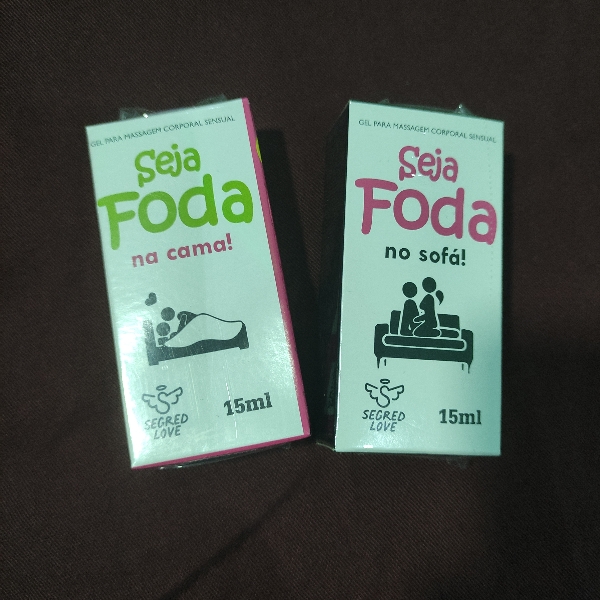 GEL PARA MASSAGEM CORPORAL SENSUAL
Seja
Foda
na cama!
SEGRED
LOVE
15ml
GEL PARA MASSAGEM CORPORAL SENSUAL
Seja
Foda
no sofá!
SEGRED
LOVE
15ml